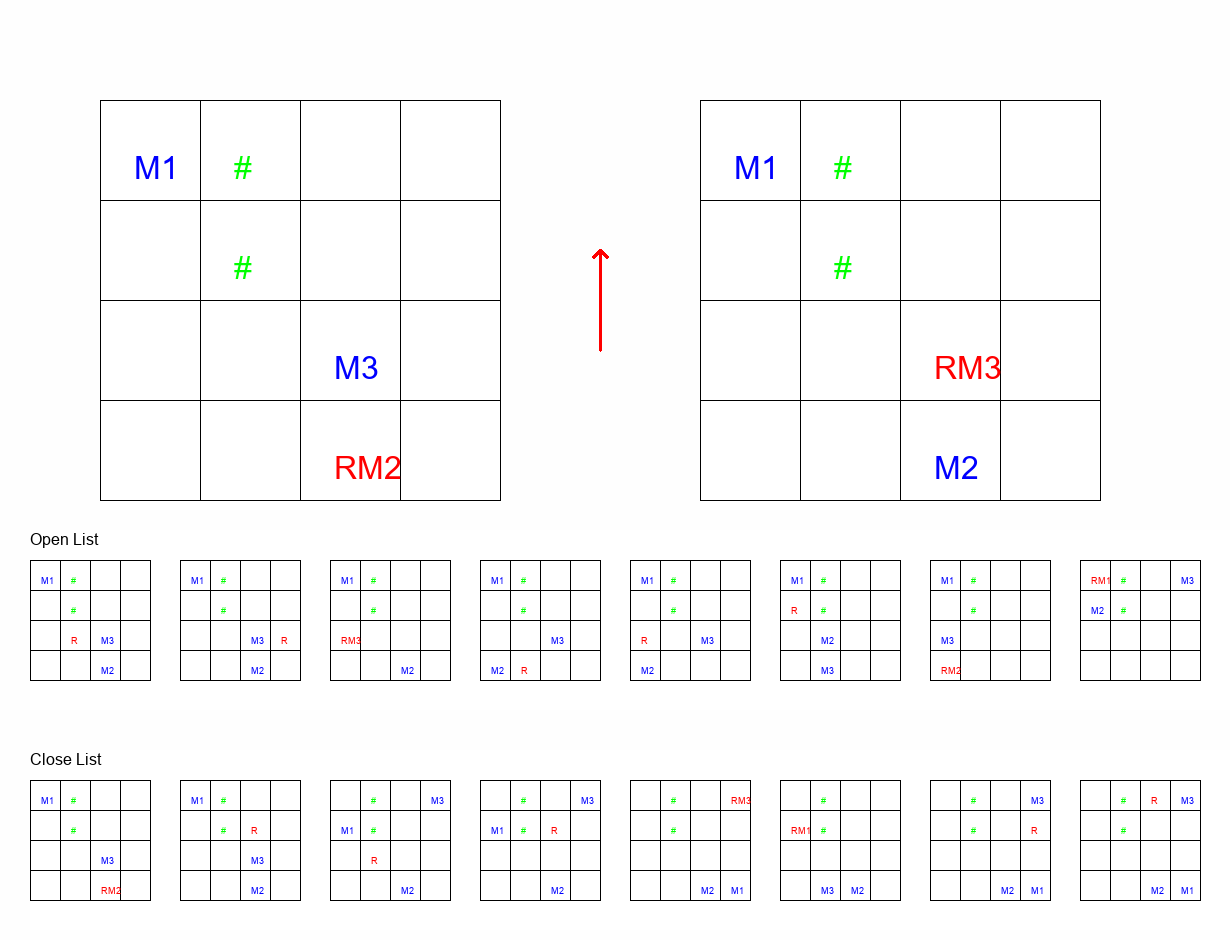 M1 # M1 #
# #
M3 RM3
RM2 M2
Open List
M1 # M1 # M1 # M1 # M1 # M1 # M1 # RM1 # M3
# # # # # R # # M2 #
R M3 M3 R RM3 M3 R M3 M2 M3
M2 M2 M2 M2 R M2 M3 RM2
Close List
M1 # M1 # # M3 # M3 # RM3 # # M3 # R M3
# # R M1 # M1 # R # RM1 # # R #
M3 M3 R
RM2 M2 M2 M2 M2 M1 M3 M2 M2 M1 M2 M1